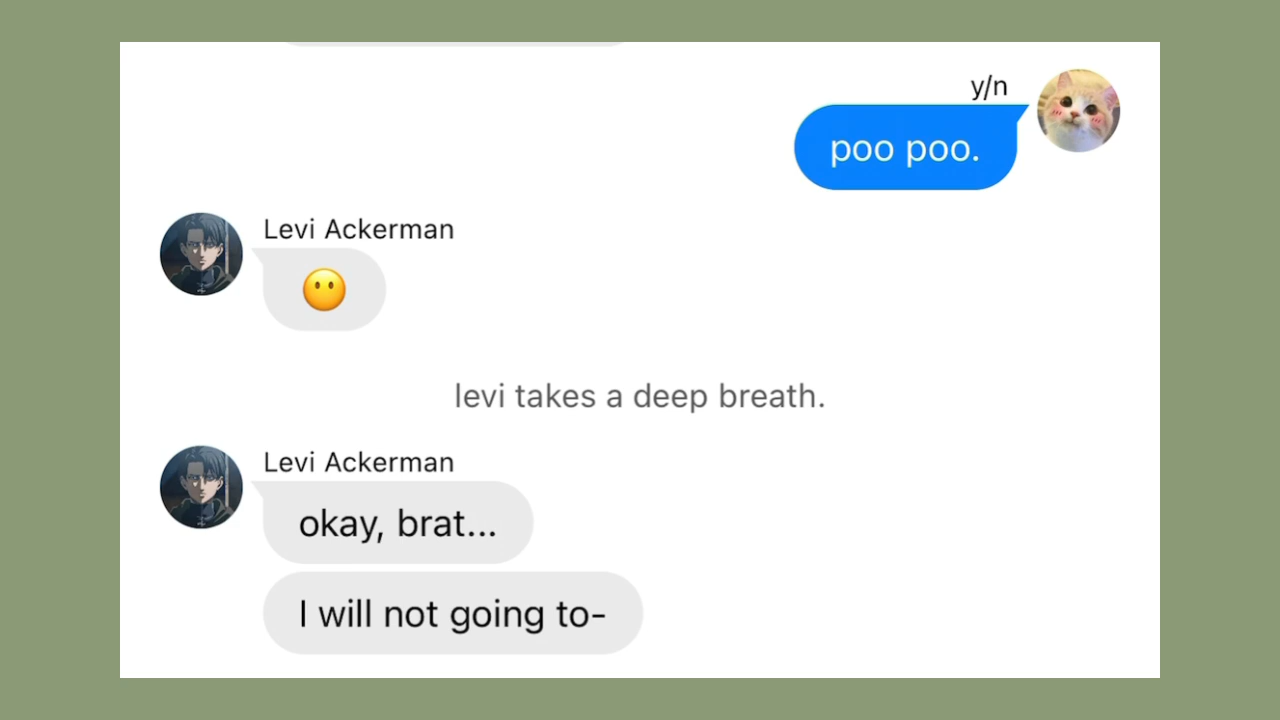 y/n
poo poo.
Levi Ackerman
😶
levi takes a deep breath.
Levi Ackerman
okay, brat...
I will not going to-